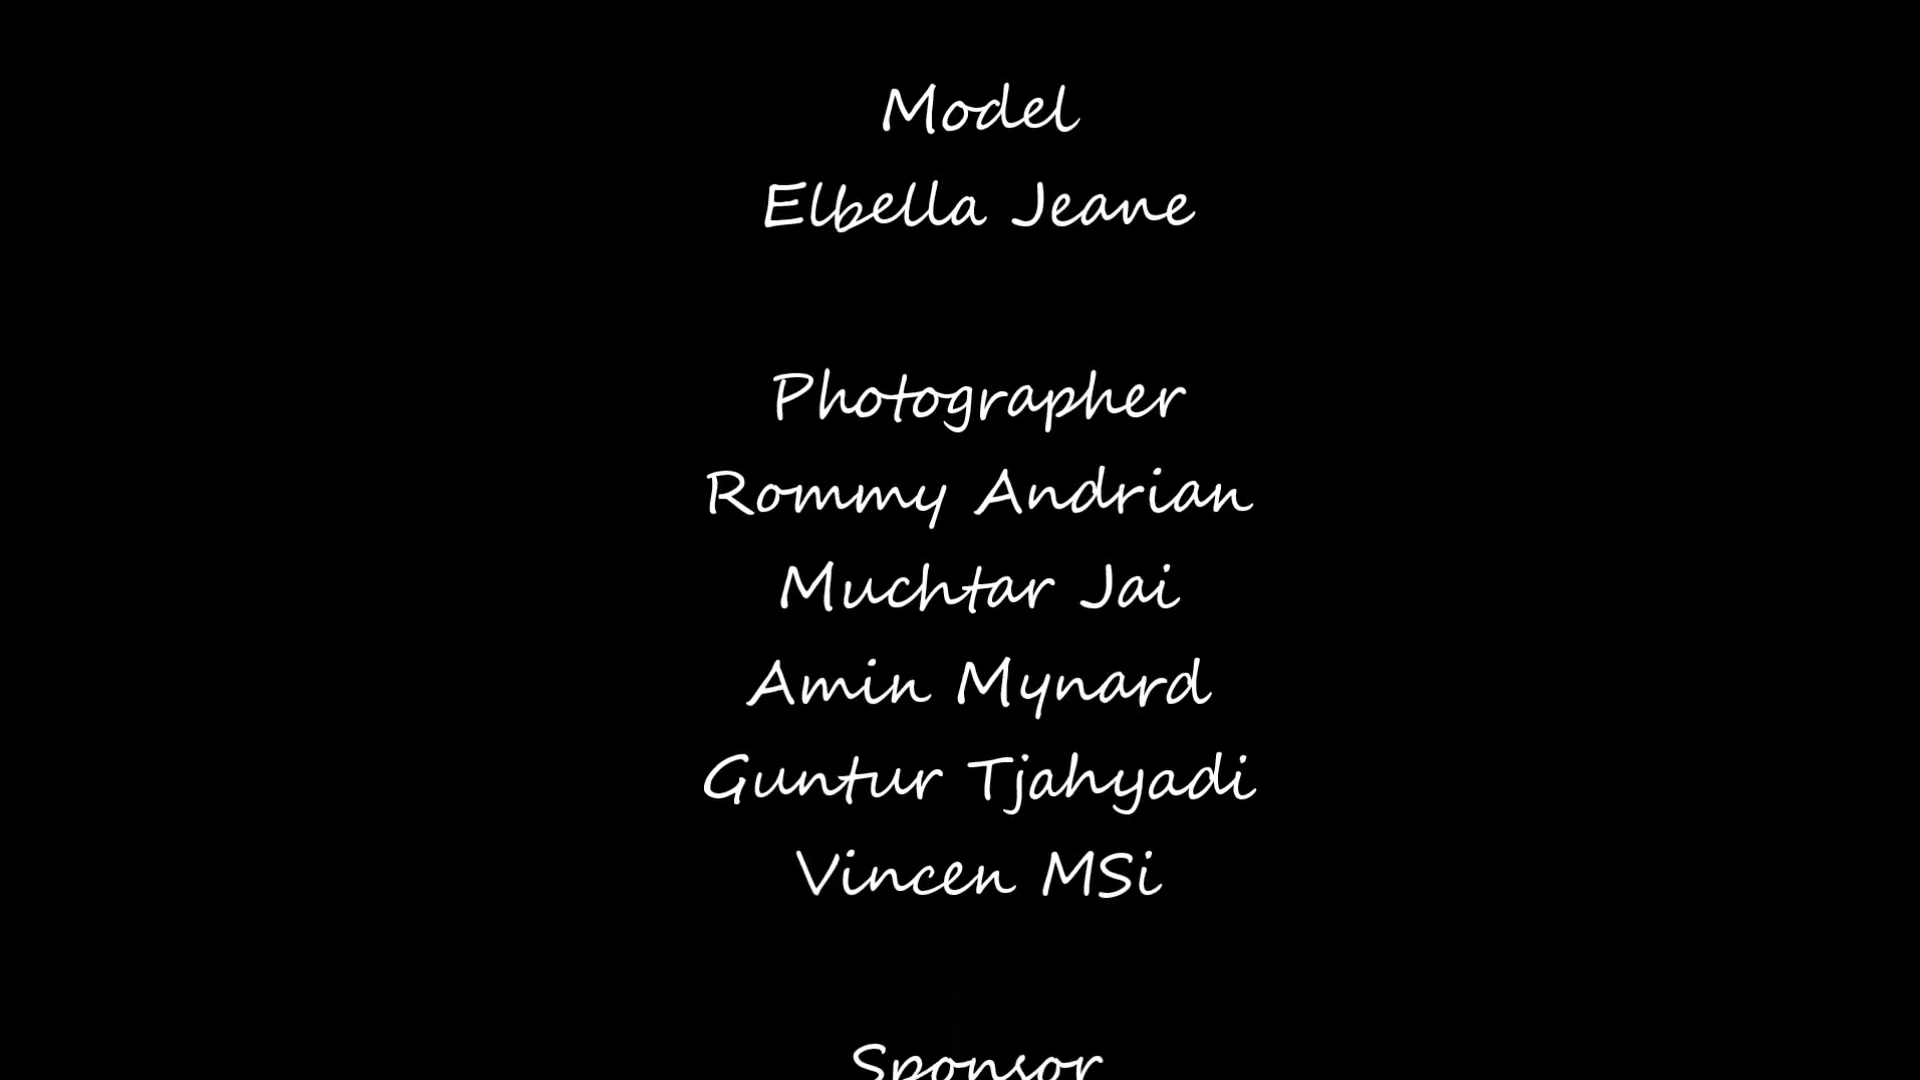 Model
Elbella Jeane
Photographer
Rommy Andrian
Muchtar Jai
Amin Mynard
Guntur Tjahyadi
Vincen MSi
Sponsor